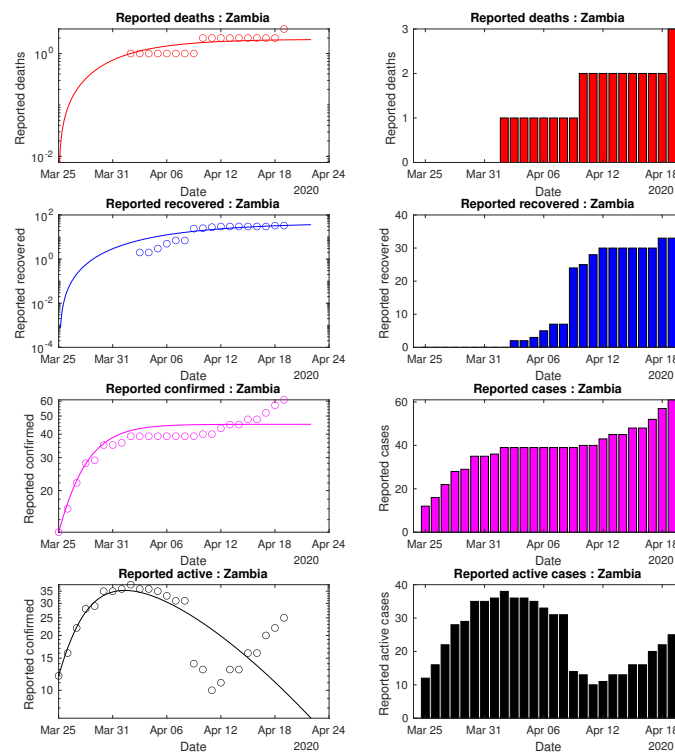 Reported deaths : Zambia
Reported deaths
10^0
10^-2
Mar 25 Mar 31 Apr 06 Apr 12 Apr 18 Apr 24
Date
2020
Reported deaths : Zambia
Reported deaths
3
2
1
0
Mar 25 Mar 31 Apr 06 Apr 12 Apr 18
Date
2020
Reported recovered : Zambia
Reported recovered
10^2
10^0
10^-2
10^-4
Mar 25 Mar 31 Apr 06 Apr 12 Apr 18 Apr 24
Date
2020
Reported recovered : Zambia
Reported recovered
40
30
20
10
0
Mar 25 Mar 31 Apr 06 Apr 12 Apr 18
Date
2020
Reported confirmed : Zambia
Reported confirmed
60
50
40
30
20
Mar 25 Mar 31 Apr 06 Apr 12 Apr 18 Apr 24
Date
2020
Reported cases : Zambia
Reported cases
60
40
20
0
Mar 25 Mar 31 Apr 06 Apr 12 Apr 18
Date
2020
Reported active : Zambia
Reported confirmed
35
30
25
20
15
10
Mar 25 Mar 31 Apr 06 Apr 12 Apr 18 Apr 24
Date
2020
Reported active cases : Zambia
Reported active cases
40
30
20
10
0
Mar 25 Mar 31 Apr 06 Apr 12 Apr 18
Date
2020